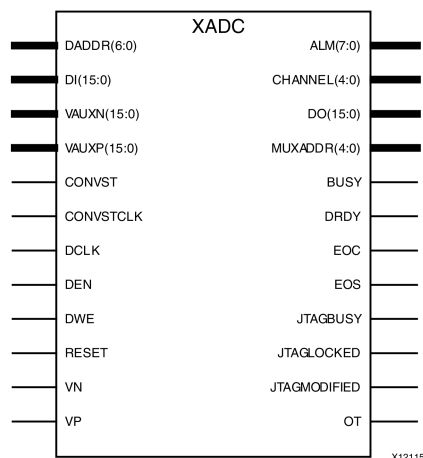 XADC
DADDR(6:0) ALM(7:0)
DI(15:0) CHANNEL(4:0)
VAUXN(15:0) DO(15:0)
VAUXP(15:0) MUXADDR(4:0)
CONVST BUSY
CONVSTCLK DRDY
DCLK EOC
DEN EOS
DWE JTAGBUSY
RESET JTAGLOCKED
VN JTAGMODIFIED
VP OT
X12115